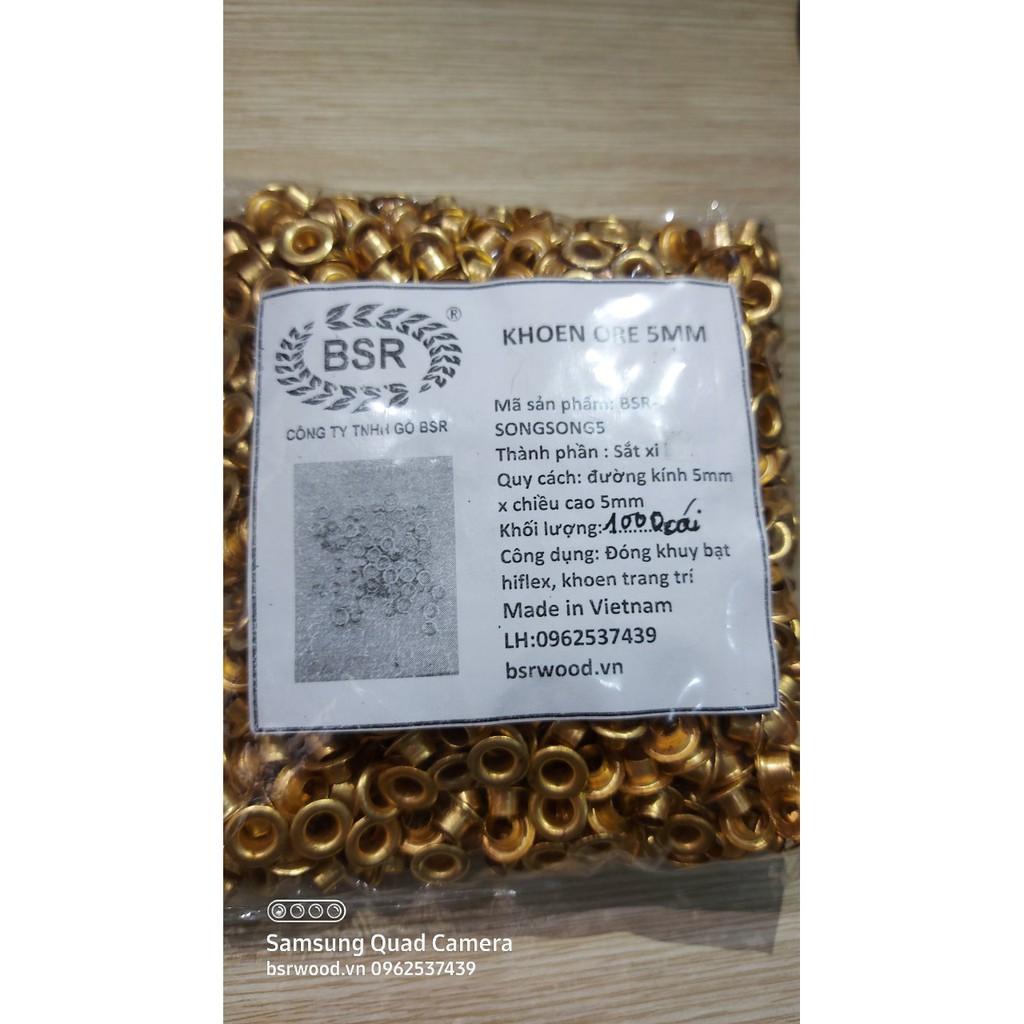 BSR
®
CÔNG TY TNHH GỖ BSR
KHOEN ORE 5MM
Mã sản phẩm: BSR-
SONGSONG5
Thành phần : Sắt xi
Quy cách: đường kính 5mm
x chiều cao 5mm
Khối lượng:1000cái
Công dụng: Đóng khuy bạt
hiflex, khoen trang trí
Made in Vietnam
LH:0962537439
bsrwood.vn
Samsung Quad Camera
bsrwood.vn 0962537439